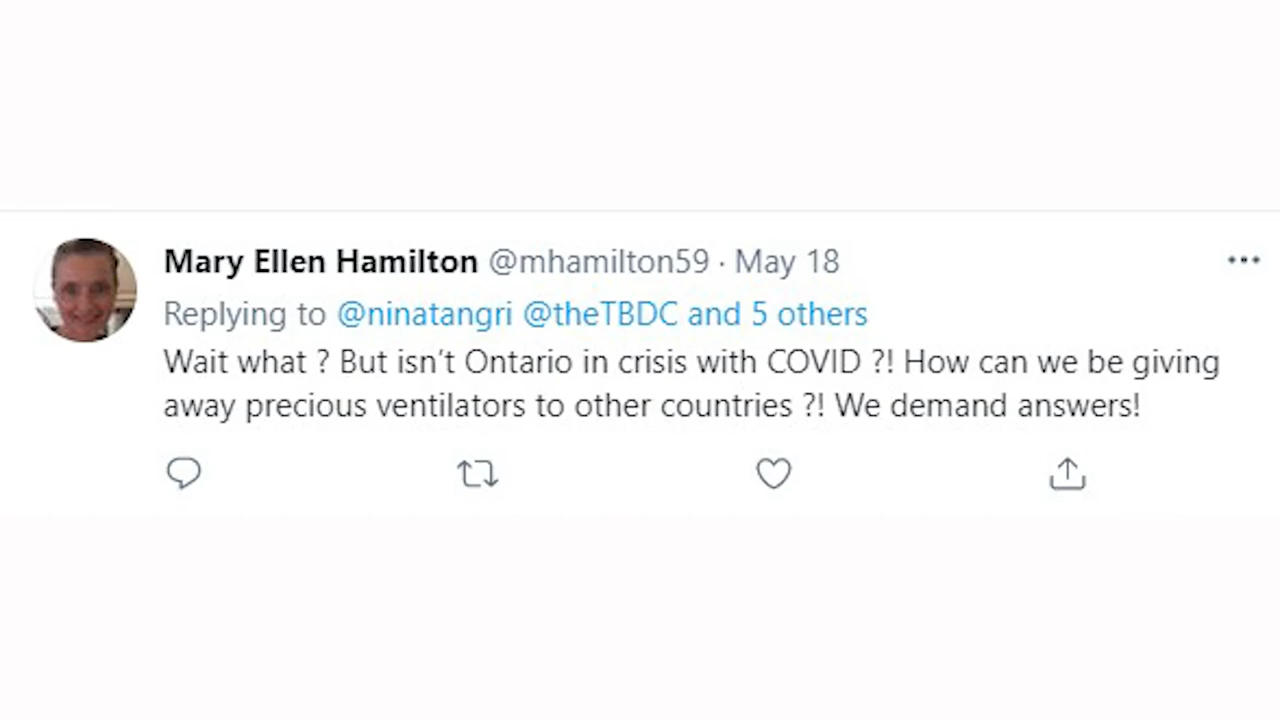 Mary Ellen Hamilton @mhamilton59 · May 18
Replying to @ninatangri @theTBDC and 5 others
Wait what ? But isn't Ontario in crisis with COVID ?! How can we be giving
away precious ventilators to other countries ?! We demand answers!